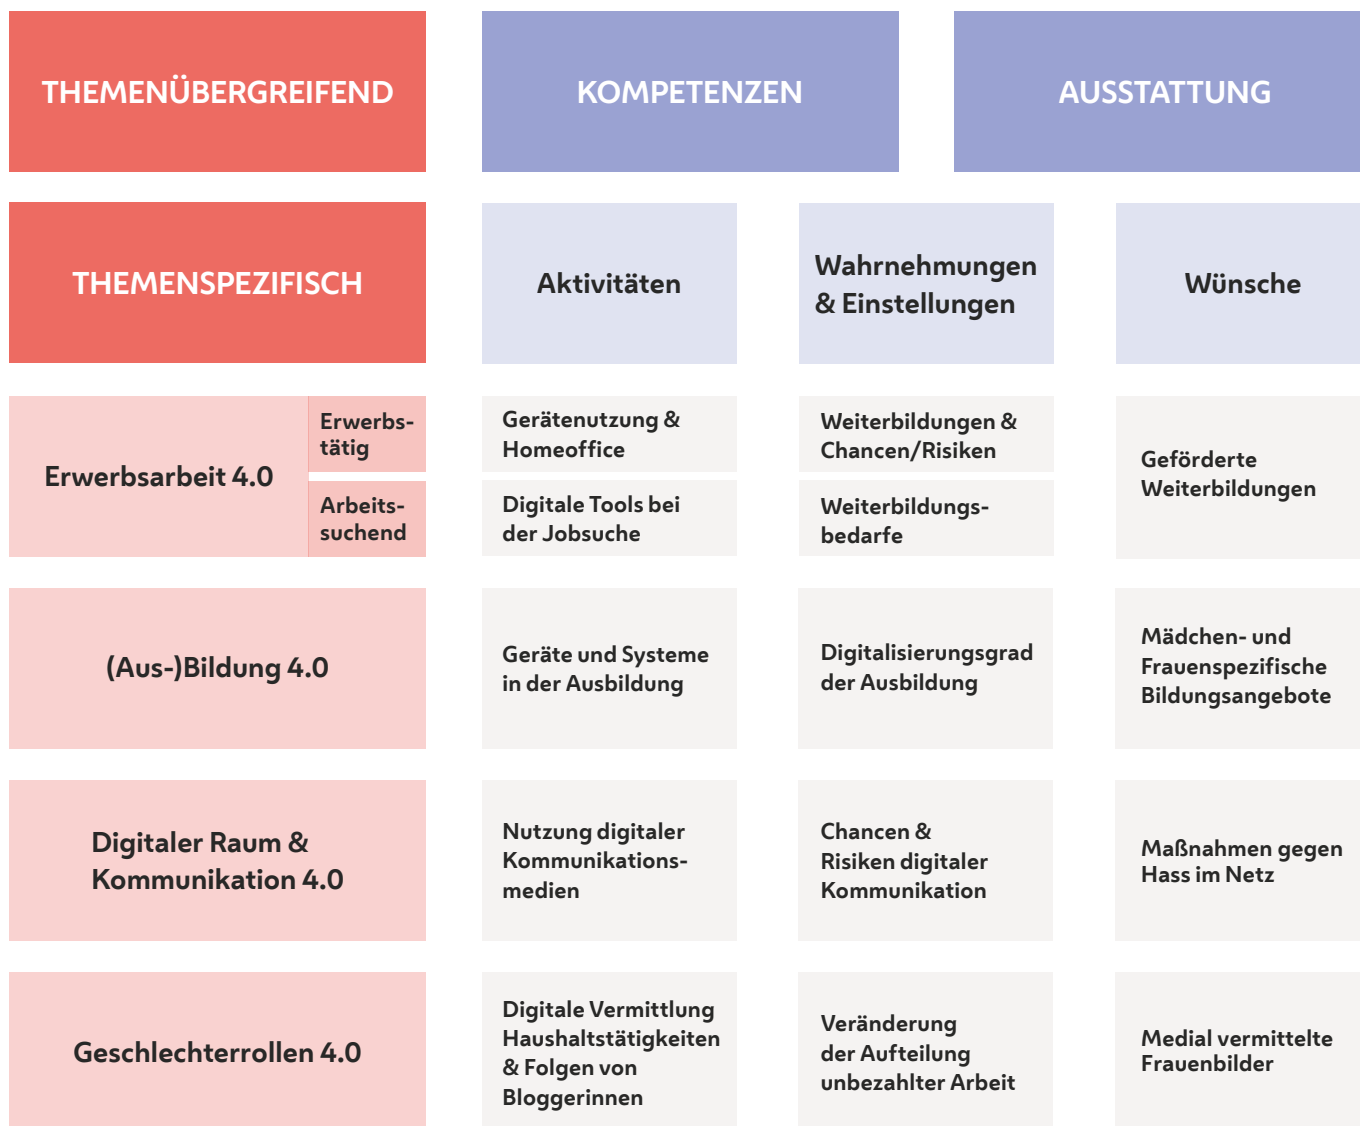 THEMENÜBERGREIFEND
KOMPETENZEN
AUSSTATTUNG
THEMENSPEZIFISCH
Aktivitäten
Wahrnehmungen
& Einstellungen
Wünsche
Erwerbsarbeit 4.0
Erwerbs-
tätig
Gerätenutzung &
Homeoffice
Weiterbildungen &
Chancen/Risiken
Geförderte
Weiterbildungen
Arbeits-
suchend
Digitale Tools bei
der Jobsuche
Weiterbildungs-
bedarfe
(Aus-)Bildung 4.0
Geräte und Systeme
in der Ausbildung
Digitalisierungsgrad
der Ausbildung
Mädchen- und
Frauenspezifische
Bildungsangebote
Digitaler Raum &
Kommunikation 4.0
Nutzung digitaler
Kommunikations-
medien
Chancen &
Risiken digitaler
Kommunikation
Maßnahmen gegen
Hass im Netz
Geschlechterrollen 4.0
Digitale Vermittlung
Haushaltstätigkeiten
& Folgen von
Bloggerinnen
Veränderung
der Aufteilung
unbezahlter Arbeit
Medial vermittelte
Frauenbilder